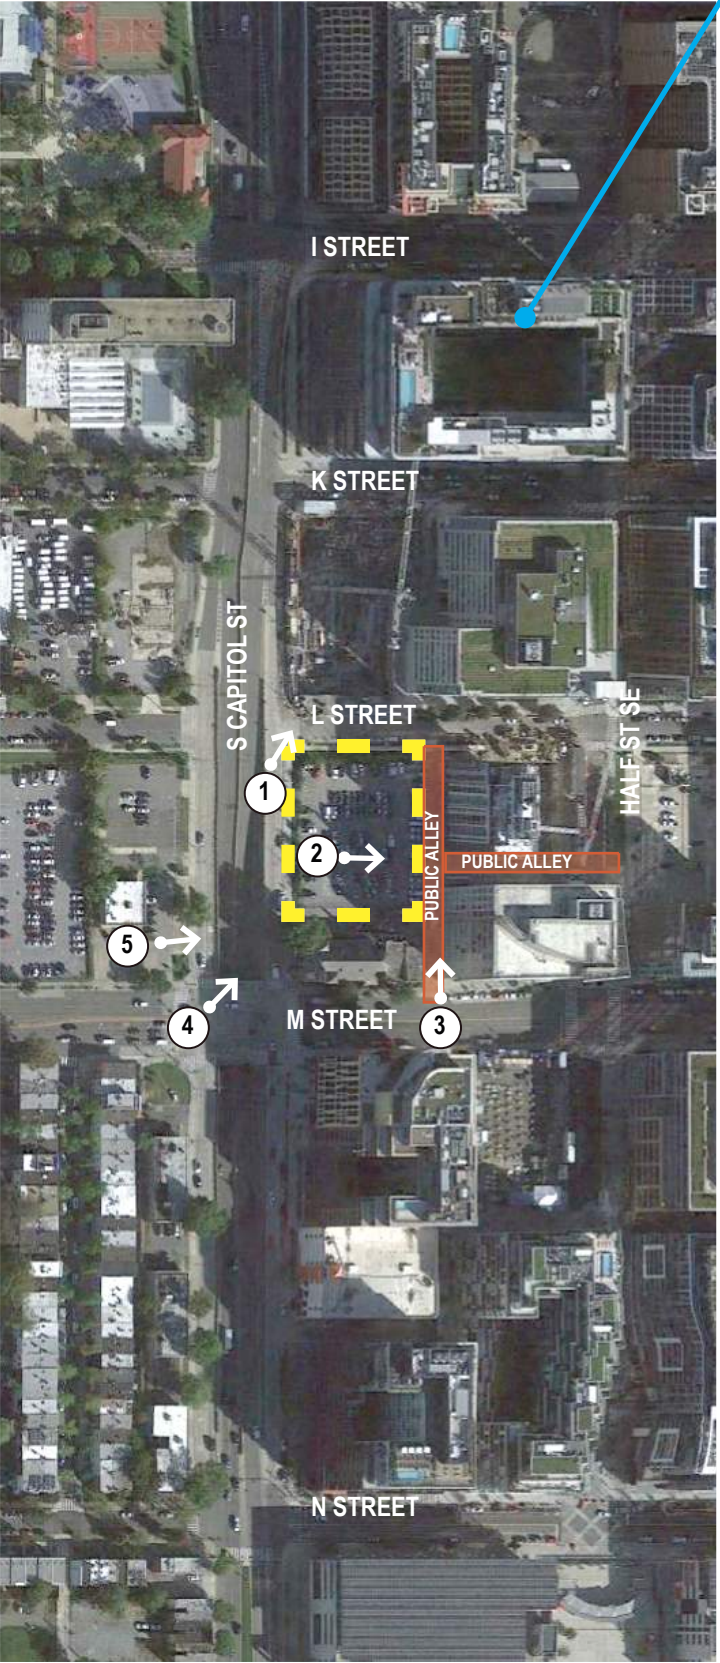 I STREET
K STREET
S CAPITOL ST
L STREET
HALF ST SE
1
2
PUBLIC ALLEY
PUBLIC ALLEY
5
4
M STREET
3
N STREET